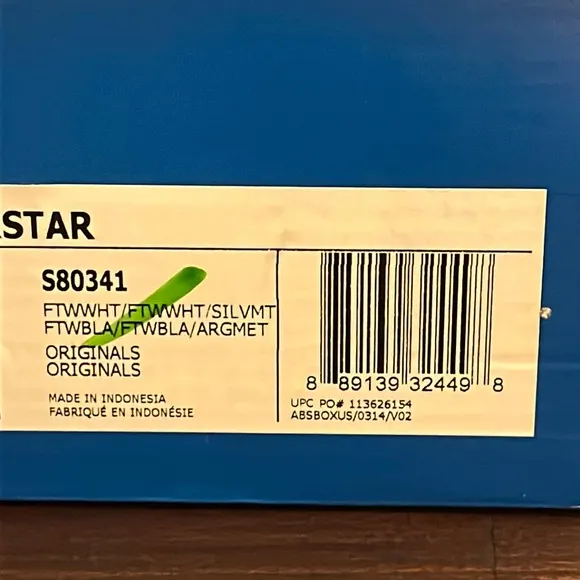 STAR
S80341
FTWWHT/FTWWHT/SILVMT
FTWBLA/FTWBLA/ARGMET
ORIGINALS
ORIGINALS
MADE IN INDONESIA
FABRIQUÉ EN INDONÉSIE
8 89139 32449 8
UPC PO# 113626154
ABSBOXUS/0314/V02